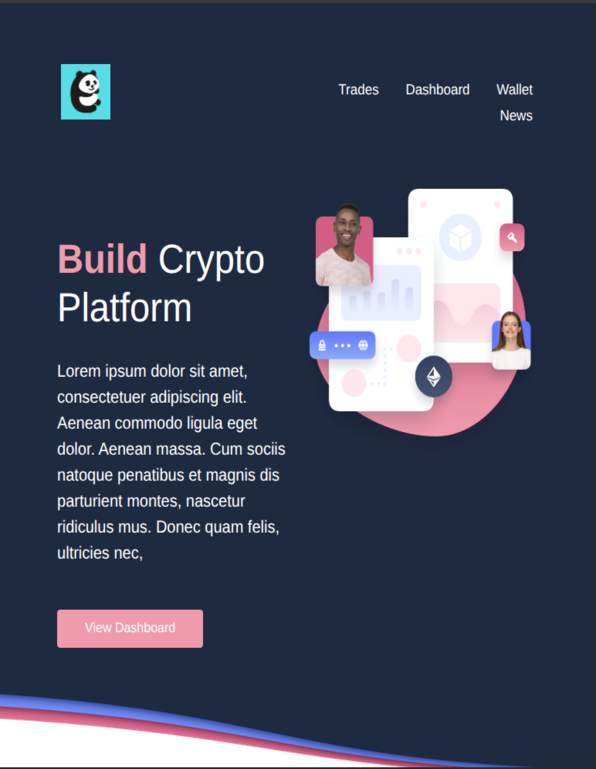 Trades Dashboard Wallet
News
Build Crypto
Platform
Lorem ipsum dolor sit amet,
consectetuer adipiscing elit.
Aenean commodo ligula eget
dolor. Aenean massa. Cum sociis
natoque penatibus et magnis dis
parturient montes, nascetur
ridiculus mus. Donec quam felis,
ultricies nec,
View Dashboard